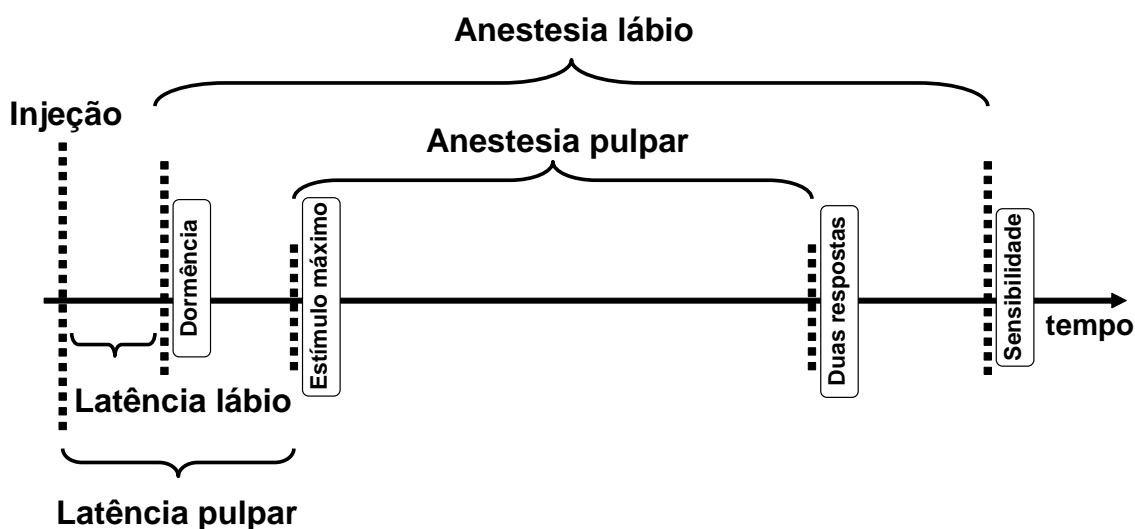 Anestesia lábio
Injeção
Anestesia pulpar
Dormência
Estímulo máximo
Duas respostas
Sensibilidade
tempo
Latência lábio
Latência pulpar